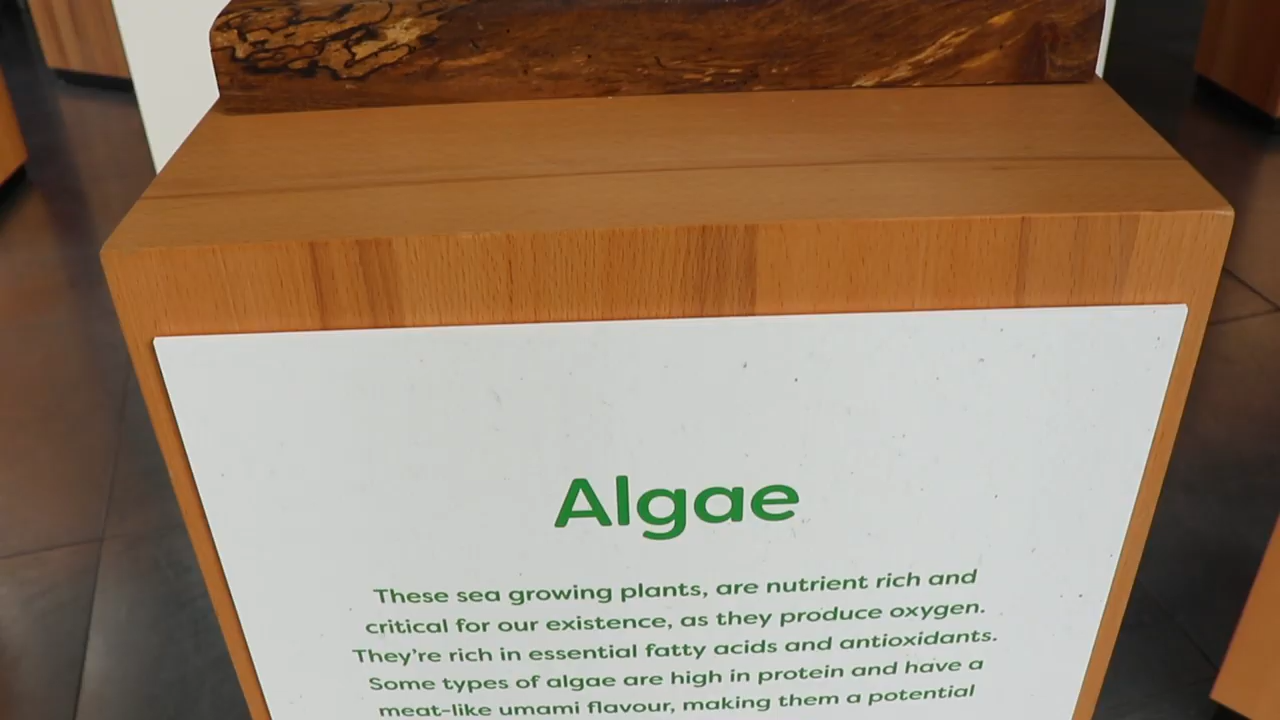 Algae
These sea growing plants, are nutrient rich and
critical for our existence, as they produce oxygen.
They're rich in essential fatty acids and antioxidants.
Some types of algae are high in protein and have a
meat-like umami flavour, making them a potential